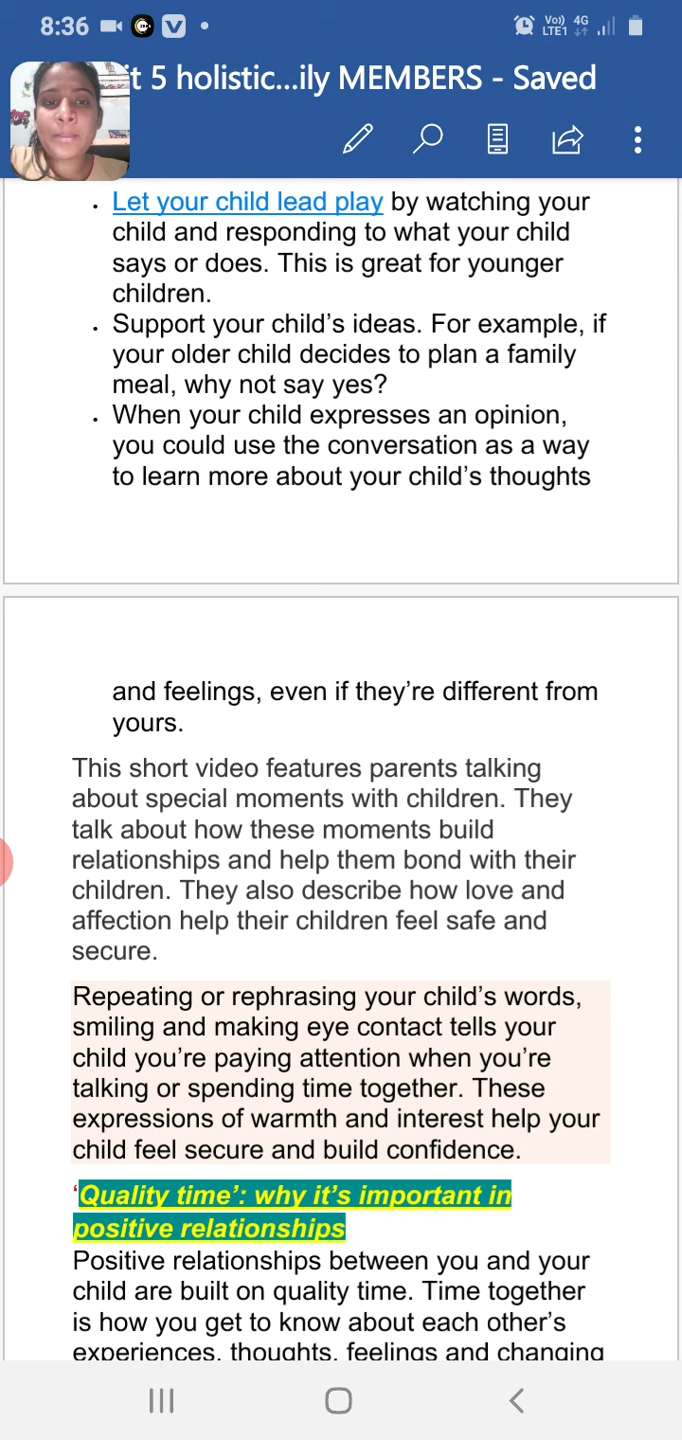 8:36
Vo)) 4G
LTE1
it 5 holistic...ily MEMBERS - Saved
Let your child lead play by watching your
child and responding to what your child
says or does. This is great for younger
children.
Support your child's ideas. For example, if
your older child decides to plan a family
meal, why not say yes?
When your child expresses an opinion,
you could use the conversation as a way
to learn more about your child's thoughts
and feelings, even if they're different from
yours.
This short video features parents talking
about special moments with children. They
talk about how these moments build
relationships and help them bond with their
children. They also describe how love and
affection help their children feel safe and
secure.
Repeating or rephrasing your child's words,
smiling and making eye contact tells your
child you're paying attention when you're
talking or spending time together. These
expressions of warmth and interest help your
child feel secure and build confidence.
‘Quality time’: why it’s important in
positive relationships
Positive relationships between you and your
child are built on quality time. Time together
is how you get to know about each other's
experiences, thoughts, feelings and changing